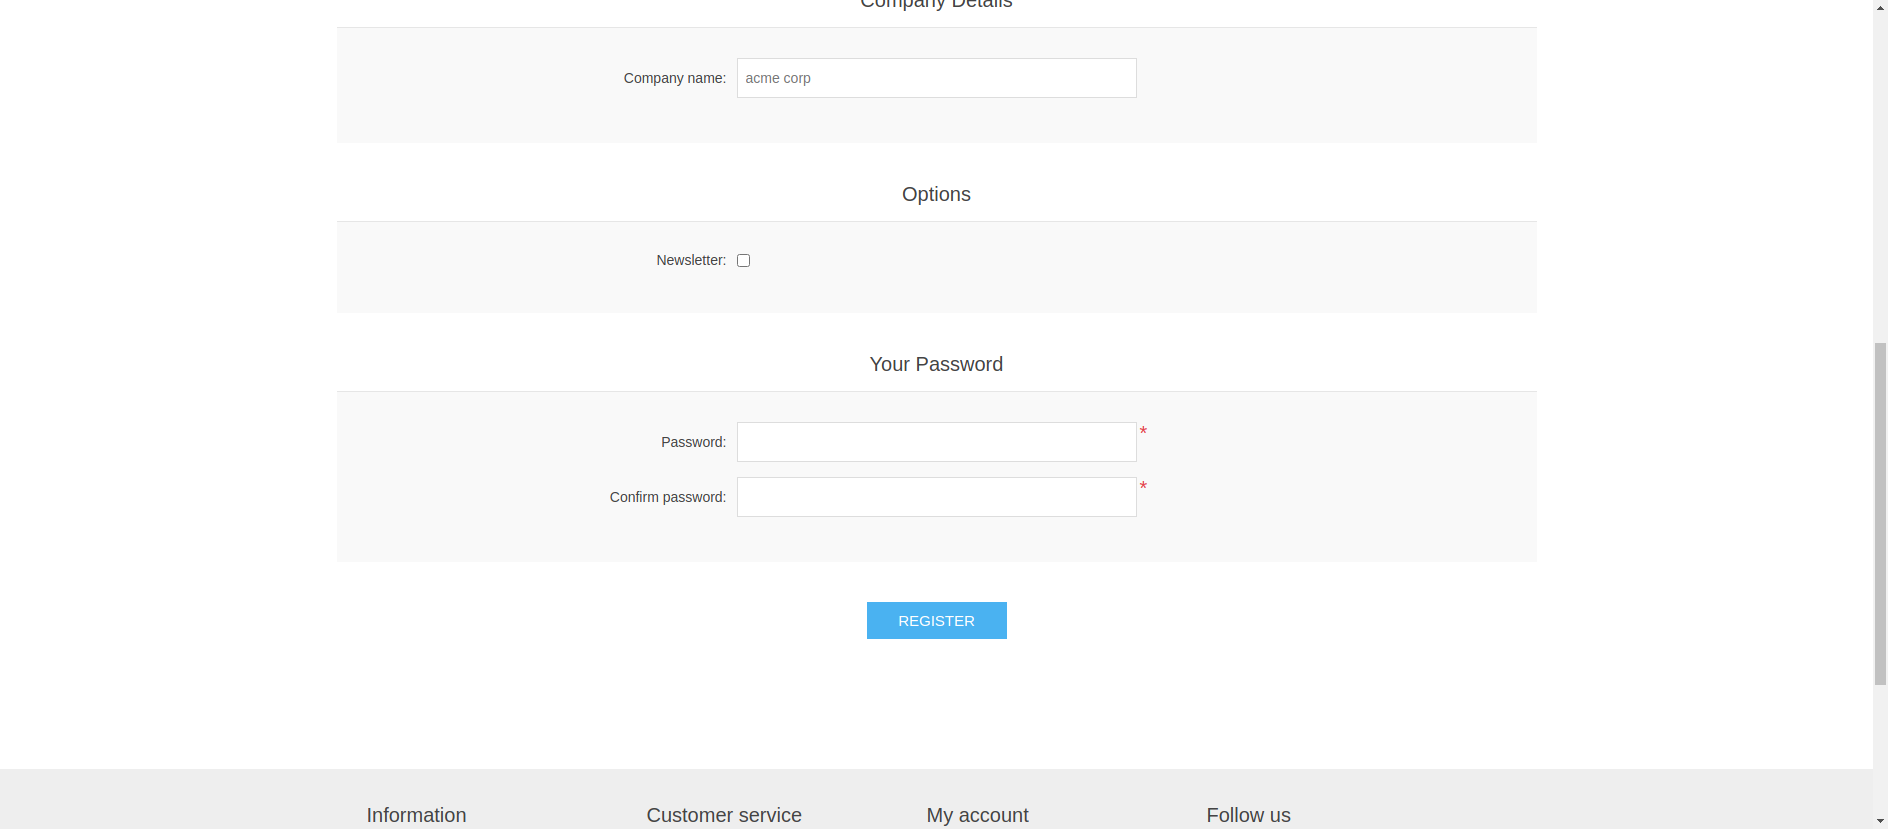 Company Details
Company name: acme corp
Options
Newsletter:
Your Password
Password: *
Confirm password: *
REGISTER
Information Customer service My account Follow us